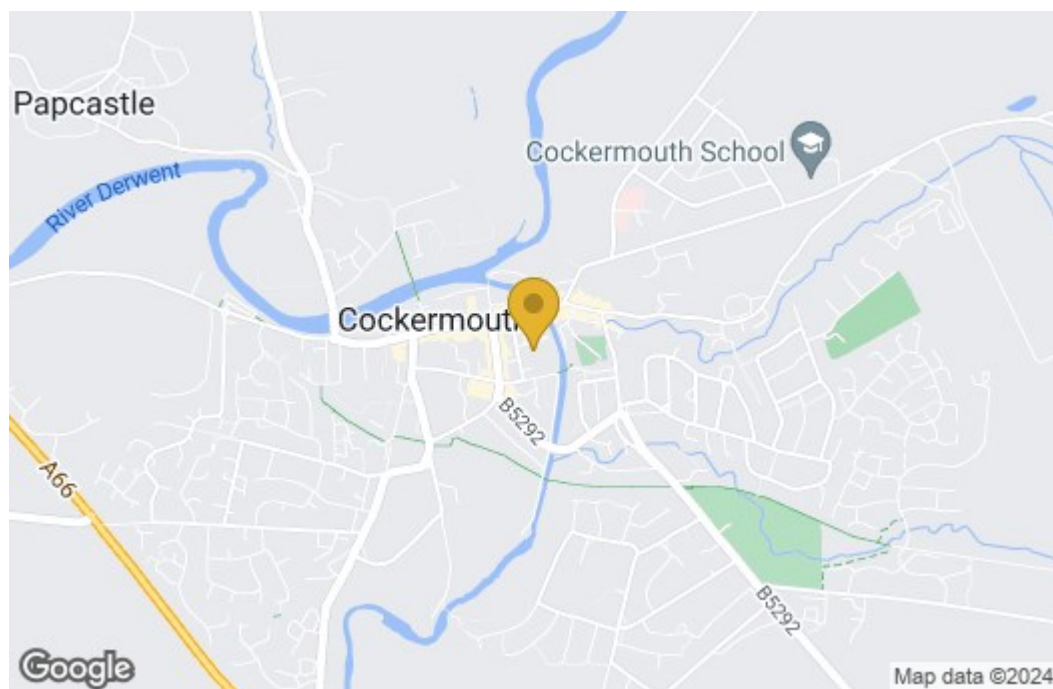 Papcastle
Cockermouth School
River Derwent
Cockermouth
B5292
A66
B5292
Google
Map data ©2024